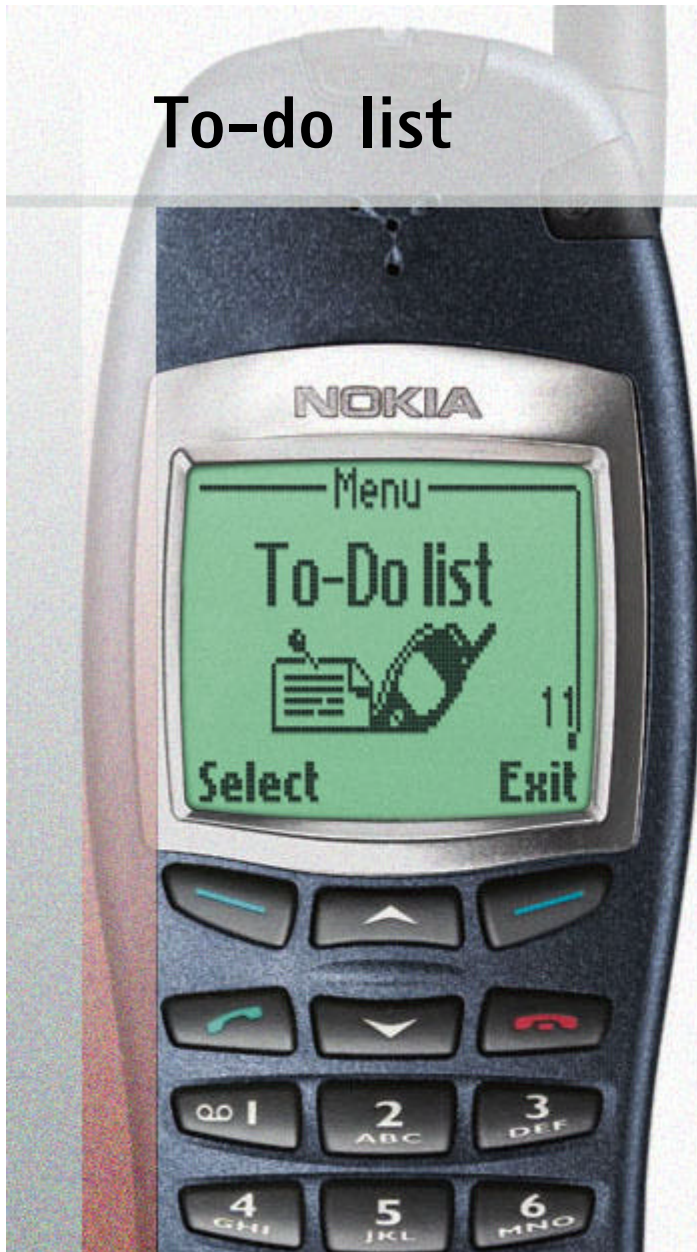 To-do list
NOKIA
Menu
To-Do list
11
Select Exit
1 2 3
ABC DEF
4 5 6
GHI JKL MNO